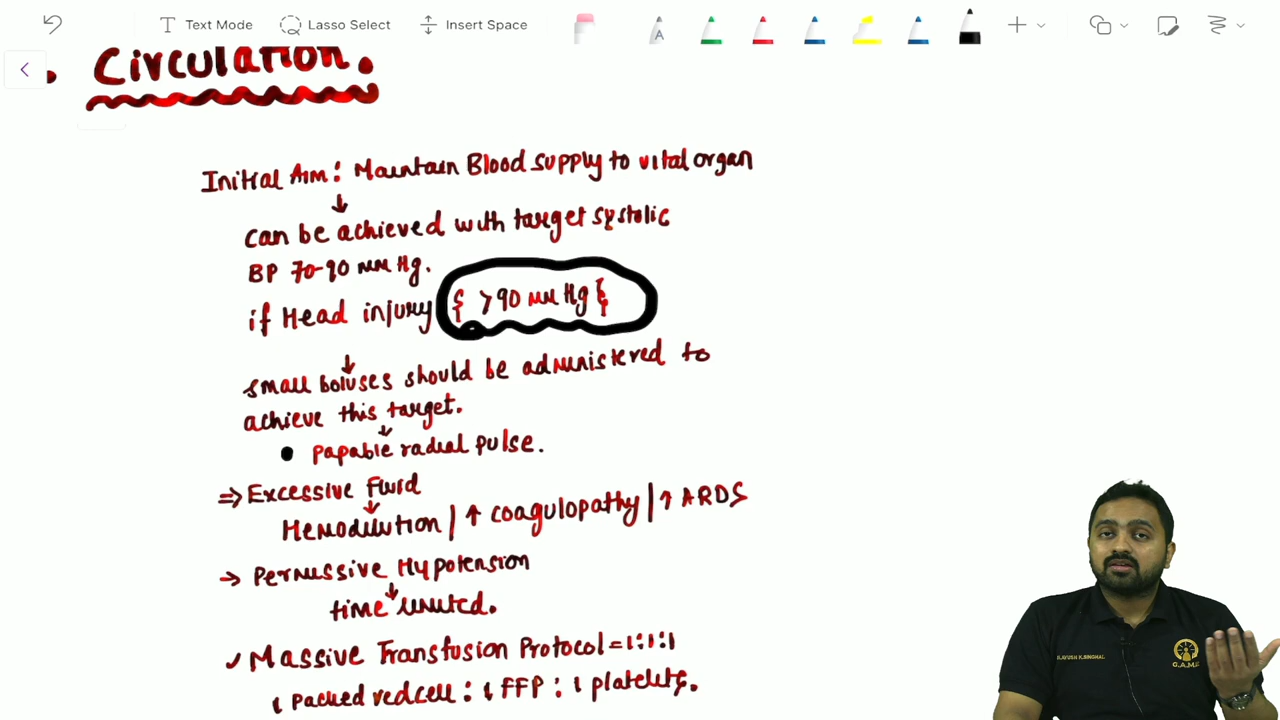 Text Mode
Lasso Select
Insert Space
A
Circulation.
Initial Aim: Maintain Blood supply to vital organ
↓
can be achieved with target systolic
BP 70-90 mm Hg.
if Head injury { >90 mm Hg }
↓
small boluses should be administered to
achieve this target.
↓
• Papable radial pulse.
⇒ Excessive Fluid
↓
Hemodilution / ↑ coagulopathy / ↑ ARDS
→ Permissive Hypotension
↓
time limited.
✓ Massive Transfusion Protocol = 1:1:1
1 packed red cell : 1 FFP : 1 platelets.
AYUSH K.SINGHAL
G.A.M.E